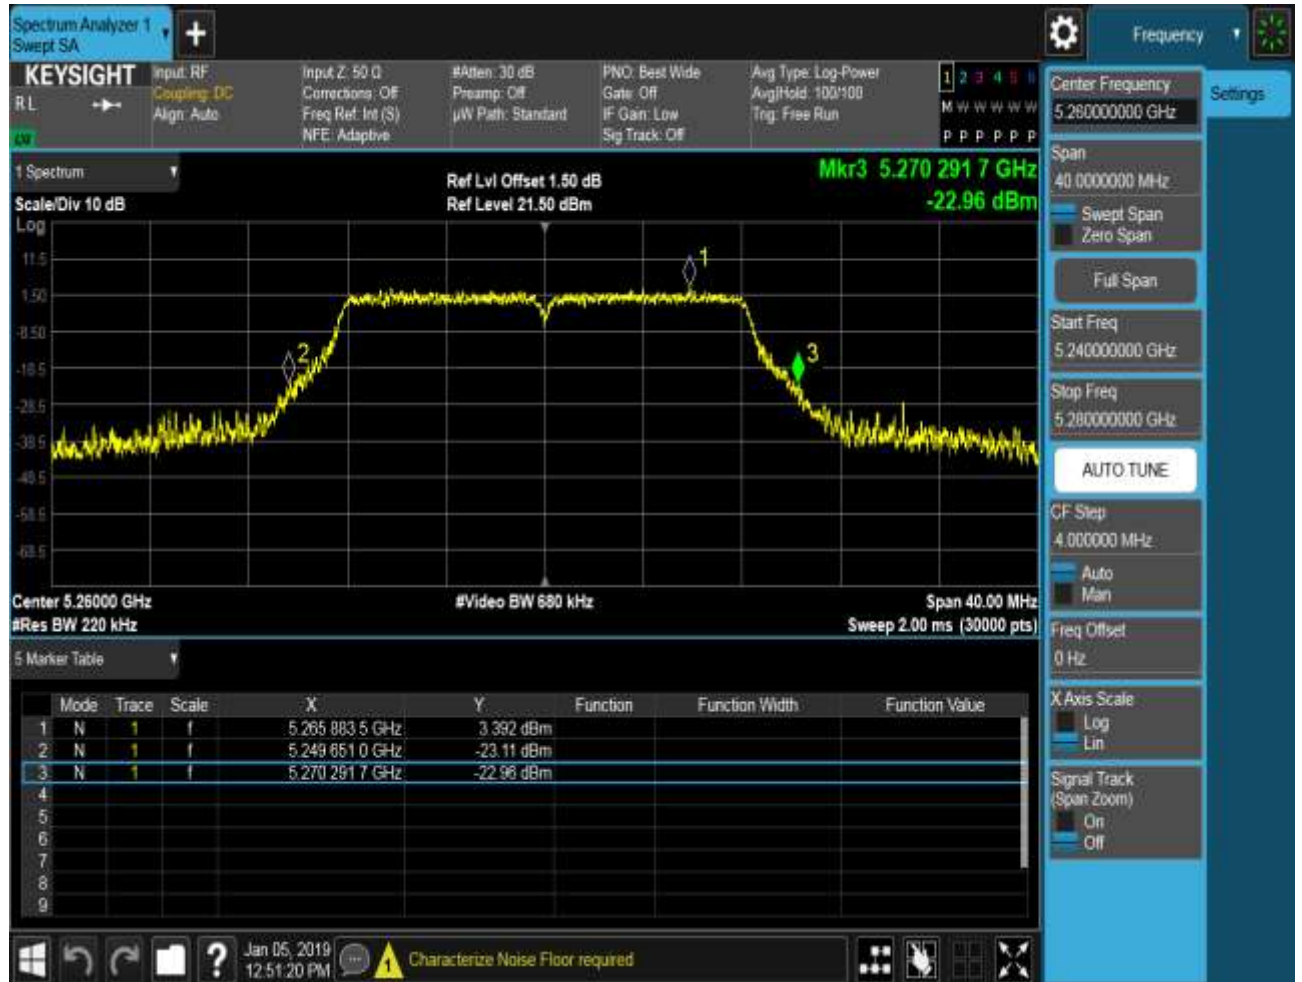 Spectrum Analyzer 1
Swept SA
Frequency
KEYSIGHT
R L
Input: RF
Coupling: DC
Align: Auto
Input Z: 50 Ω
Corrections: Off
Freq Ref: Int (S)
NFE: Adaptive
#Atten: 30 dB
Preamp: Off
µW Path: Standard
PNO: Best Wide
Gate: Off
IF Gain: Low
Sig Track: Off
Avg Type: Log-Power
Avg|Hold: 100/100
Trig: Free Run
1 2 3 4 5 6
M W W W W W
P P P P P P
1 Spectrum
Scale/Div 10 dB
Ref Lvl Offset 1.50 dB
Ref Level 21.50 dBm
Mkr3 5.270 291 7 GHz
-22.96 dBm
Log
11.5
1.50
-8.50
-18.5
-28.5
-38.5
-48.5
-58.5
-68.5
1
2
3
Center 5.26000 GHz
#Video BW 680 kHz
Span 40.00 MHz
#Res BW 220 kHz
Sweep 2.00 ms (30000 pts)
5 Marker Table
Mode Trace Scale X Y Function Function Width Function Value
1 N 1 f 5.265 883 5 GHz 3.392 dBm
2 N 1 f 5.249 651 0 GHz -23.11 dBm
3 N 1 f 5.270 291 7 GHz -22.96 dBm
4
5
6
7
8
9
Jan 05, 2019
12:51:20 PM
Characterize Noise Floor required
Settings
Center Frequency
5.260000000 GHz
Span
40.0000000 MHz
Swept Span
Zero Span
Full Span
Start Freq
5.240000000 GHz
Stop Freq
5.280000000 GHz
AUTO TUNE
CF Step
4.000000 MHz
Auto
Man
Freq Offset
0 Hz
X Axis Scale
Log
Lin
Signal Track
(Span Zoom)
On
Off